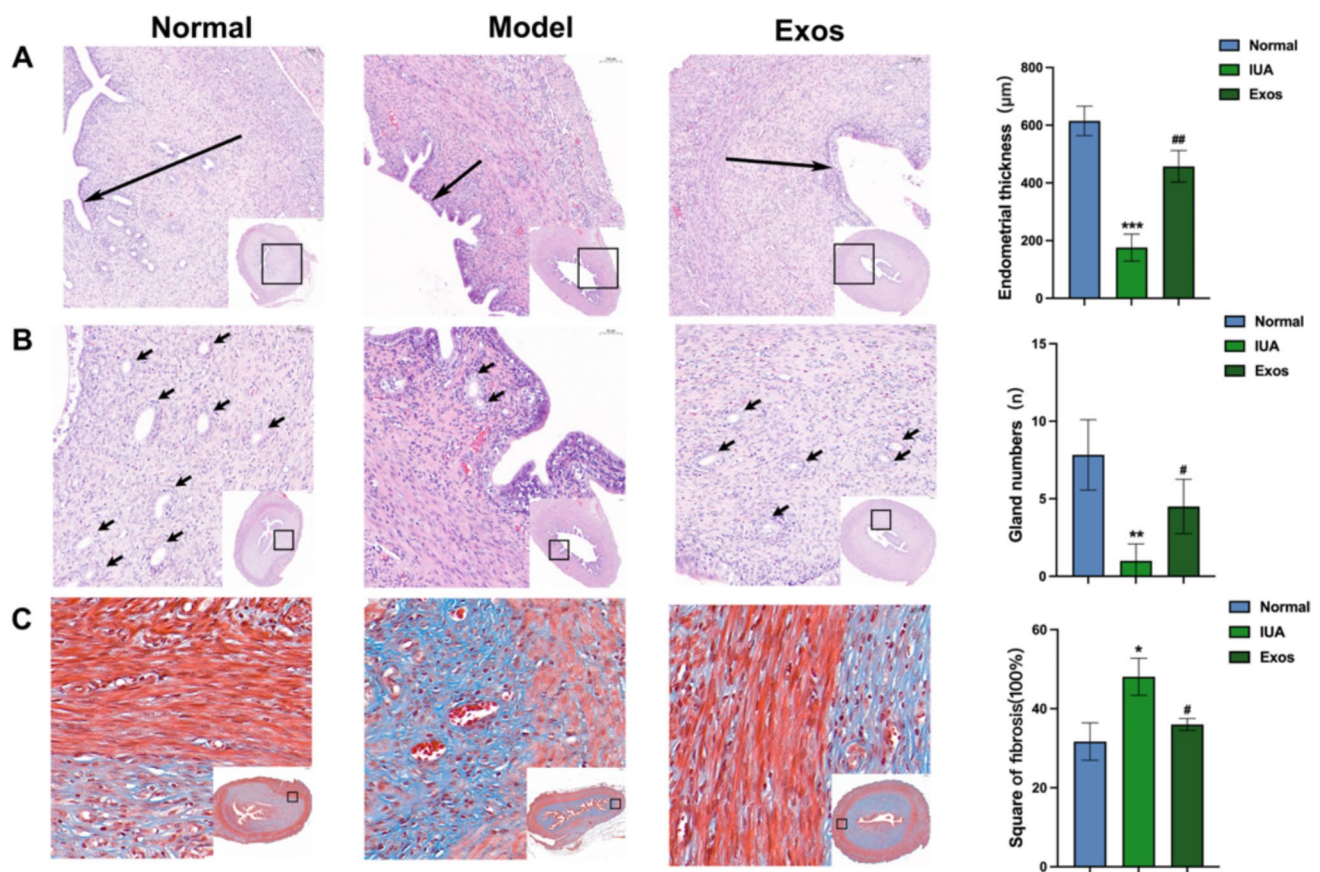 Normal
Model
Exos
A
Normal
IUA
Exos
Endometrial thickness (μm)
800
600
400
200
0
***
##
B
Normal
IUA
Exos
Gland numbers (n)
15
10
5
0
**
#
C
Normal
IUA
Exos
Square of fibrosis(100%)
60
40
20
0
*
#